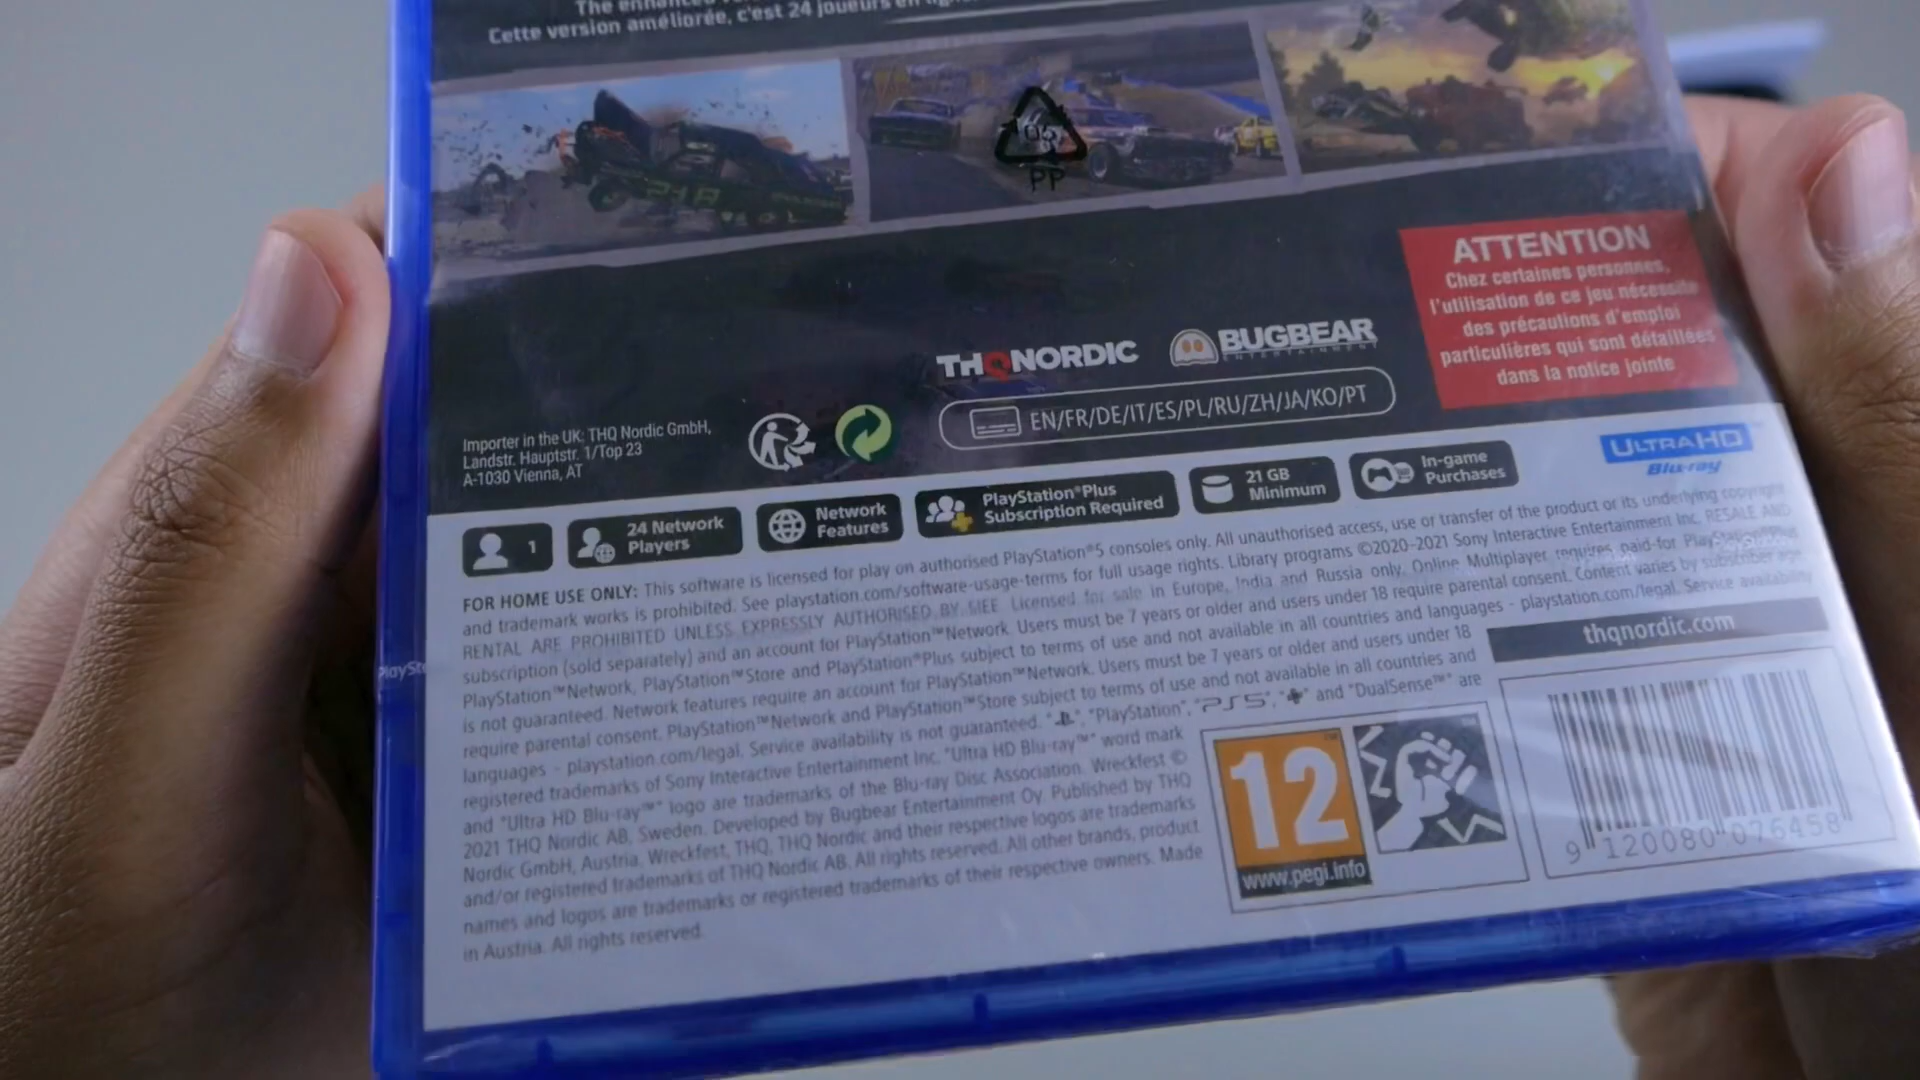 The enhanced
Cette version améliorée, c'est 24 joueurs en
218
05
PP
ATTENTION
Chez certaines personnes,
l'utilisation de ce jeu nécessite
des précautions d'emploi
particulières qui sont détaillées
dans la notice jointe
THQ NORDIC
BUGBEAR
ENTERTAINMENT
EN/FR/DE/IT/ES/PL/RU/ZH/JA/KO/PT
Importer in the UK: THQ Nordic GmbH,
Landstr. Hauptstr. 1/Top 23
A-1030 Vienna, AT
ULTRA HD
Blu-ray
1
24 Network
Players
Network
Features
PlayStation®Plus
Subscription Required
21 GB
Minimum
In-game
Purchases
FOR HOME USE ONLY: This software is licensed for play on authorised PlayStation®5 consoles only. All unauthorised access, use or transfer of the product or its underlying copyright
and trademark works is prohibited. See playstation.com/software-usage-terms for full usage rights. Library programs ©2020-2021 Sony Interactive Entertainment Inc. RESALE AND
RENTAL ARE PROHIBITED UNLESS EXPRESSLY AUTHORISED BY SIEE. Licensed for sale in Europe, India and Russia only. Online Multiplayer requires paid-for PlayStation®Plus
subscription (sold separately) and an account for PlayStation™Network. Users must be 7 years or older and users under 18 require parental consent. Content varies by subscriber age.
PlayStation™Network, PlayStation™Store and PlayStation®Plus subject to terms of use and not available in all countries and languages - playstation.com/legal. Service availability
is not guaranteed. Network features require an account for PlayStation™Network. Users must be 7 years or older and users under 18
require parental consent. PlayStation™Network and PlayStation™Store subject to terms of use and not available in all countries and
languages - playstation.com/legal. Service availability is not guaranteed. " ", "PlayStation", "PS5", " " and "DualSense™" are
registered trademarks of Sony Interactive Entertainment Inc. "Ultra HD Blu-ray™" word mark
and "Ultra HD Blu-ray™" logo are trademarks of the Blu-ray Disc Association. Wreckfest ©
2021 THQ Nordic AB, Sweden. Developed by Bugbear Entertainment Oy. Published by THQ
Nordic GmbH, Austria. Wreckfest, THQ, THQ Nordic and their respective logos are trademarks
and/or registered trademarks of THQ Nordic AB. All rights reserved. All other brands, product
names and logos are trademarks or registered trademarks of their respective owners. Made
in Austria. All rights reserved.
thqnordic.com
12
www.pegi.info
9 120080 076458
PlaySt